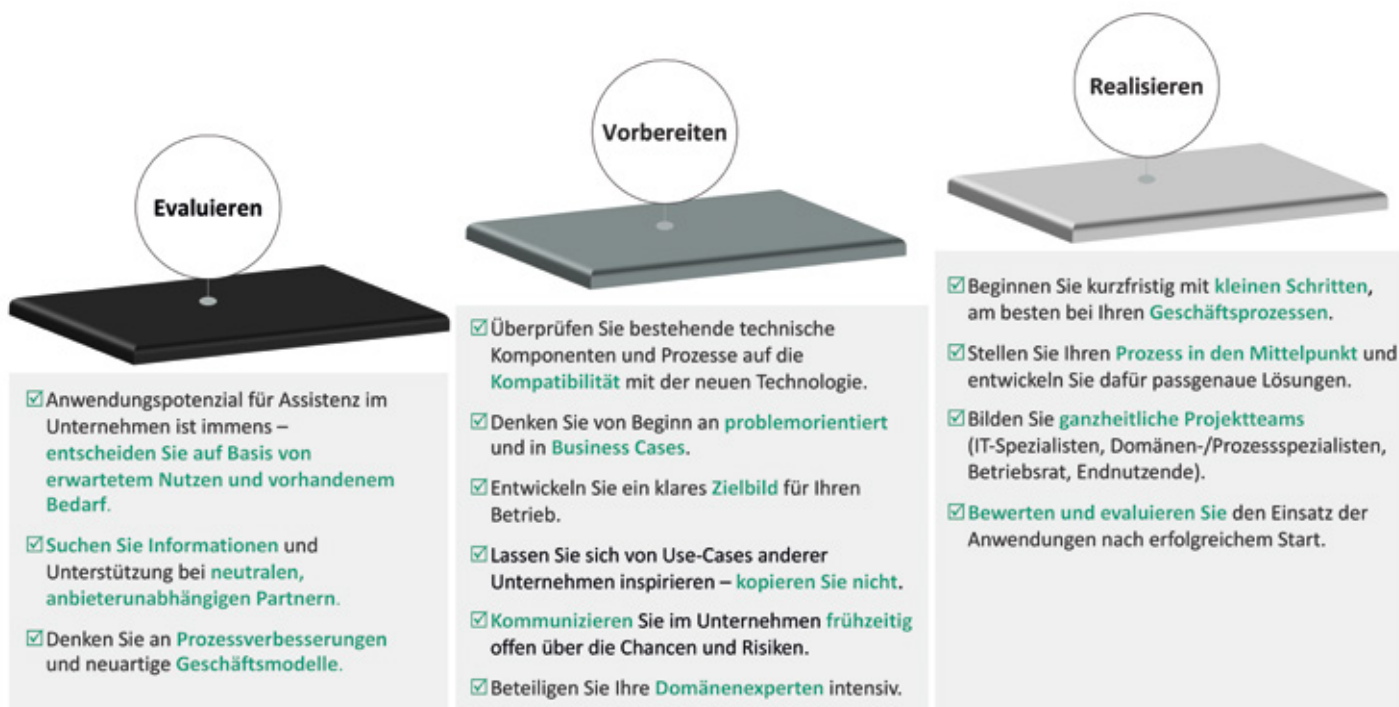 Evaluieren
Anwendungspotenzial für Assistenz im
Unternehmen ist immens –
entscheiden Sie auf Basis von
erwartetem Nutzen und vorhandenem
Bedarf.
Suchen Sie Informationen und
Unterstützung bei neutralen,
anbieterunabhängigen Partnern.
Denken Sie an Prozessverbesserungen
und neuartige Geschäftsmodelle.
Vorbereiten
Überprüfen Sie bestehende technische
Komponenten und Prozesse auf die
Kompatibilität mit der neuen Technologie.
Denken Sie von Beginn an problemorientiert
und in Business Cases.
Entwickeln Sie ein klares Zielbild für Ihren
Betrieb.
Lassen Sie sich von Use-Cases anderer
Unternehmen inspirieren – kopieren Sie nicht.
Kommunizieren Sie im Unternehmen frühzeitig
offen über die Chancen und Risiken.
Beteiligen Sie Ihre Domänenexperten intensiv.
Realisieren
Beginnen Sie kurzfristig mit kleinen Schritten,
am besten bei Ihren Geschäftsprozessen.
Stellen Sie Ihren Prozess in den Mittelpunkt und
entwickeln Sie dafür passgenaue Lösungen.
Bilden Sie ganzheitliche Projektteams
(IT-Spezialisten, Domänen-/Prozessspezialisten,
Betriebsrat, Endnutzende).
Bewerten und evaluieren Sie den Einsatz der
Anwendungen nach erfolgreichem Start.